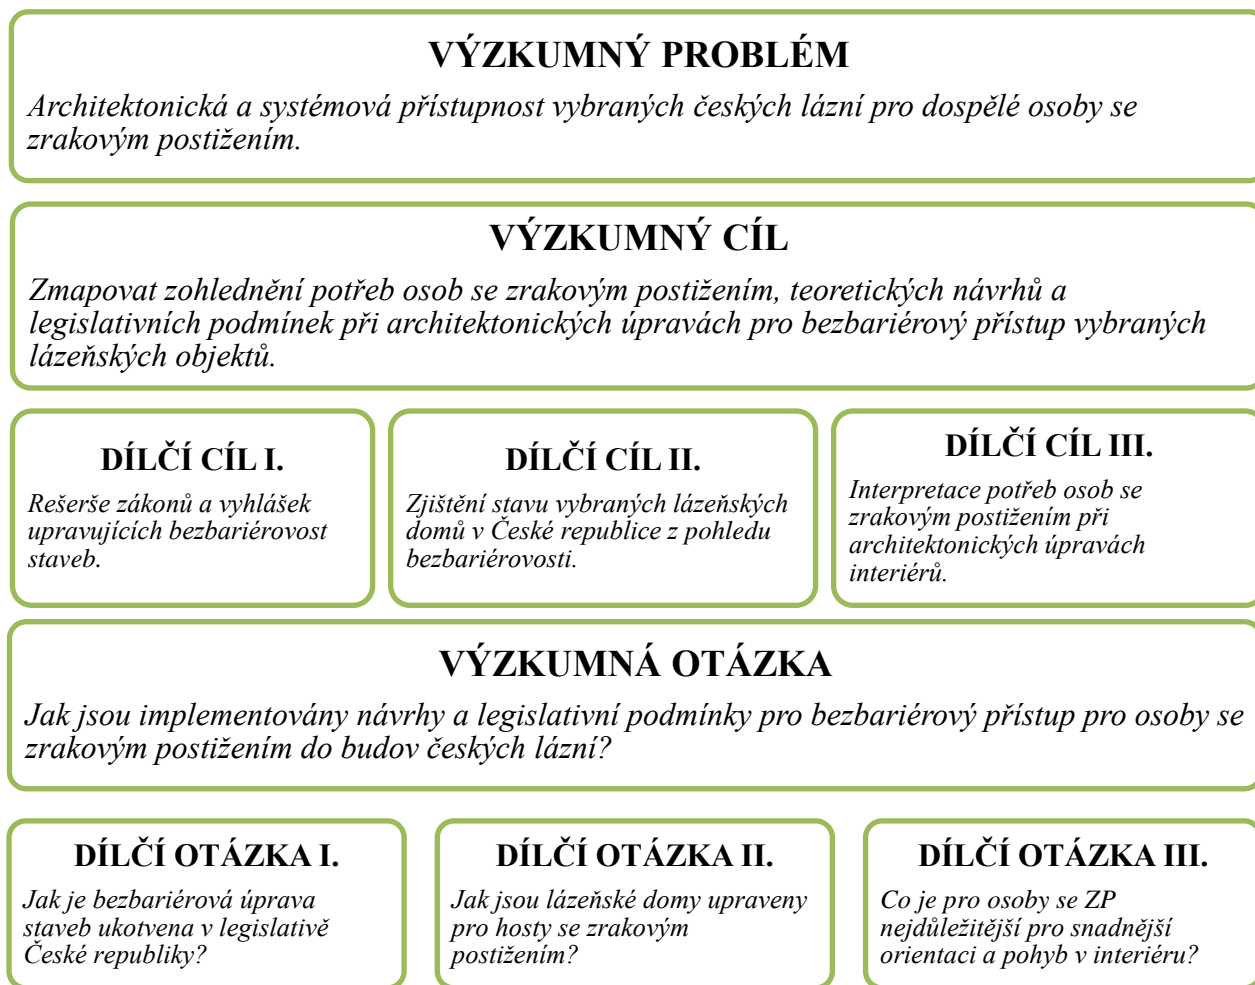 VÝZKUMNÝ PROBLÉM
Architektonická a systémová přístupnost vybraných českých lázní pro dospělé osoby se
zrakovým postižením.
VÝZKUMNÝ CÍL
Zmapovat zohlednění potřeb osob se zrakovým postižením, teoretických návrhů a
legislativních podmínek při architektonických úpravách pro bezbariérový přístup vybraných
lázeňských objektů.
DÍLČÍ CÍL I.
Rešerše zákonů a vyhlášek
upravujících bezbariérovost
staveb.
DÍLČÍ CÍL II.
Zjištění stavu vybraných lázeňských
domů v České republice z pohledu
bezbariérovosti.
DÍLČÍ CÍL III.
Interpretace potřeb osob se
zrakovým postižením při
architektonických úpravách
interiérů.
VÝZKUMNÁ OTÁZKA
Jak jsou implementovány návrhy a legislativní podmínky pro bezbariérový přístup pro osoby se
zrakovým postižením do budov českých lázní?
DÍLČÍ OTÁZKA I.
Jak je bezbariérová úprava
staveb ukotvena v legislativě
České republiky?
DÍLČÍ OTÁZKA II.
Jak jsou lázeňské domy upraveny
pro hosty se zrakovým
postižením?
DÍLČÍ OTÁZKA III.
Co je pro osoby se ZP
nejdůležitější pro snadnější
orientaci a pohyb v interiéru?